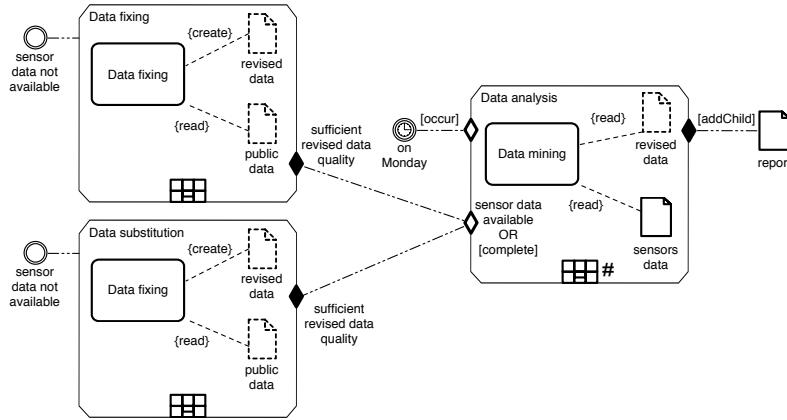 Data fixing
sensor
data not
available
Data fixing
{create}
revised
data
{read}
public
data
sufficient
revised data
quality
Data substitution
sensor
data not
available
Data fixing
{create}
revised
data
{read}
public
data
sufficient
revised data
quality
[occur]
on
Monday
Data analysis
Data mining
{read}
revised
data
{read}
sensors
data
sensor data
available
OR
[complete]
#
[addChild]
report